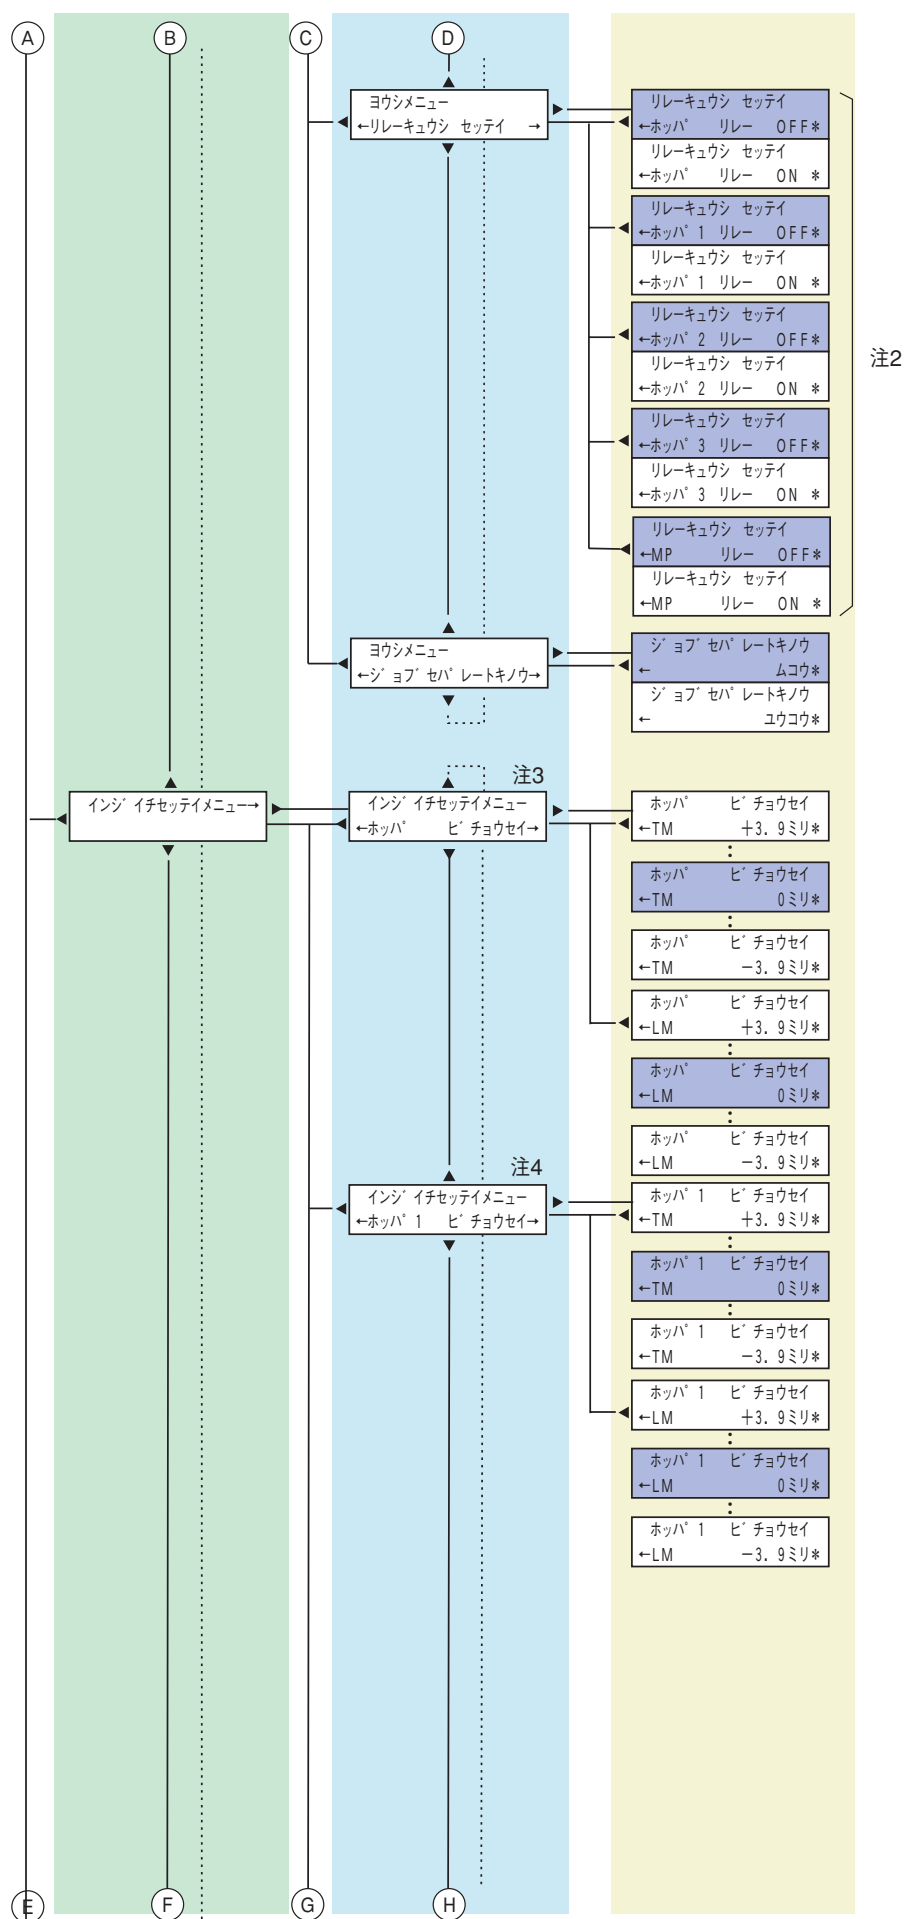 A
B
C
D
ヨウシメニュー
←リレーキュウシ セッテイ →
リレーキュウシ セッテイ
←ホッパ リレー OFF*
リレーキュウシ セッテイ
←ホッパ リレー ON *
リレーキュウシ セッテイ
←ホッパ 1 リレー OFF*
リレーキュウシ セッテイ
←ホッパ 1 リレー ON *
リレーキュウシ セッテイ
←ホッパ 2 リレー OFF*
リレーキュウシ セッテイ
←ホッパ 2 リレー ON *
リレーキュウシ セッテイ
←ホッパ 3 リレー OFF*
リレーキュウシ セッテイ
←ホッパ 3 リレー ON *
リレーキュウシ セッテイ
←MP リレー OFF*
リレーキュウシ セッテイ
←MP リレー ON *
注2
ヨウシメニュー
←ジョブセパレートキノウ→
ジョブセパレートキノウ
← ムコウ*
ジョブセパレートキノウ
← ユウコウ*
インジイチセッテイメニュー→
注3
インジイチセッテイメニュー
←ホッパ ビチョウセイ→
ホッパ ビチョウセイ
←TM +3.9ミリ*
ホッパ ビチョウセイ
←TM 0ミリ*
ホッパ ビチョウセイ
←TM −3.9ミリ*
ホッパ ビチョウセイ
←LM +3.9ミリ*
ホッパ ビチョウセイ
←LM 0ミリ*
ホッパ ビチョウセイ
←LM −3.9ミリ*
注4
インジイチセッテイメニュー
←ホッパ 1 ビチョウセイ→
ホッパ 1 ビチョウセイ
←TM +3.9ミリ*
ホッパ 1 ビチョウセイ
←TM 0ミリ*
ホッパ 1 ビチョウセイ
←TM −3.9ミリ*
ホッパ 1 ビチョウセイ
←LM +3.9ミリ*
ホッパ 1 ビチョウセイ
←LM 0ミリ*
ホッパ 1 ビチョウセイ
←LM −3.9ミリ*
E
F
G
H